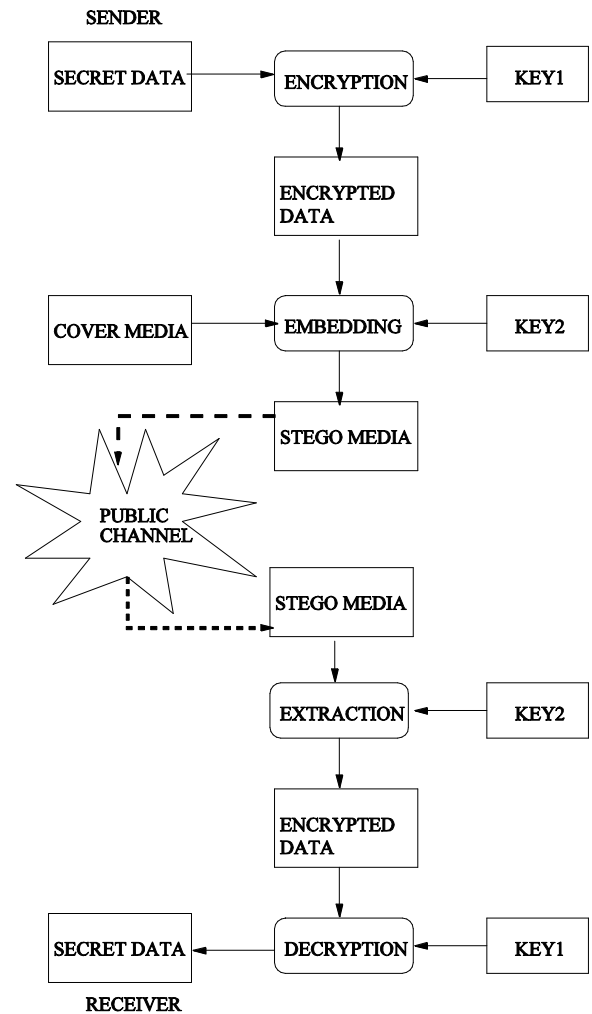 SENDER
SECRET DATA
ENCRYPTION
KEY1
ENCRYPTED
DATA
COVER MEDIA
EMBEDDING
KEY2
STEGO MEDIA
PUBLIC
CHANNEL
STEGO MEDIA
EXTRACTION
KEY2
ENCRYPTED
DATA
SECRET DATA
DECRYPTION
KEY1
RECEIVER